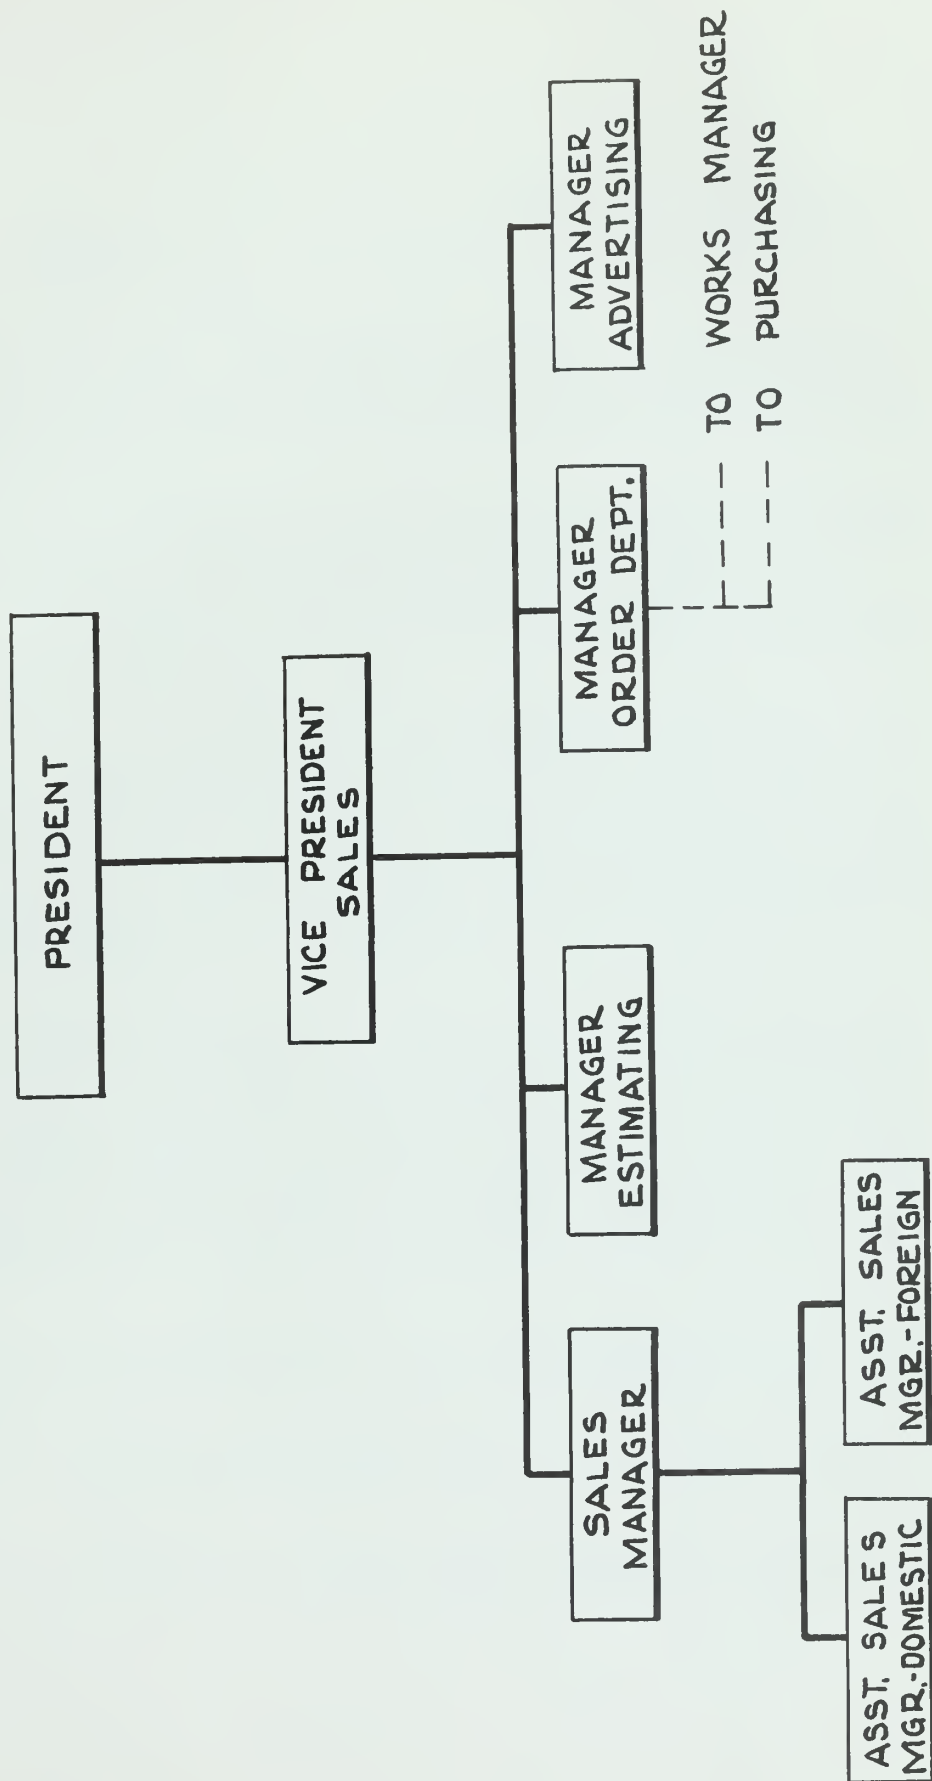 PRESIDENT
VICE PRESIDENT
SALES
SALES
MANAGER
MANAGER
ESTIMATING
MANAGER
ORDER DEPT.
MANAGER
ADVERTISING
TO WORKS MANAGER
TO PURCHASING
ASST. SALES
MGR.-DOMESTIC
ASST. SALES
MGR.-FOREIGN